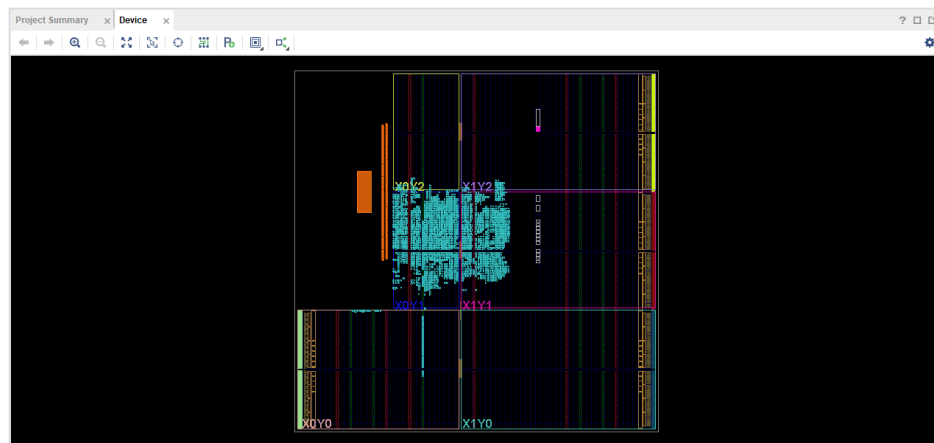 Project Summary × Device ×
X0Y2 X1Y2
X0Y1 X1Y1
X0Y0 X1Y0